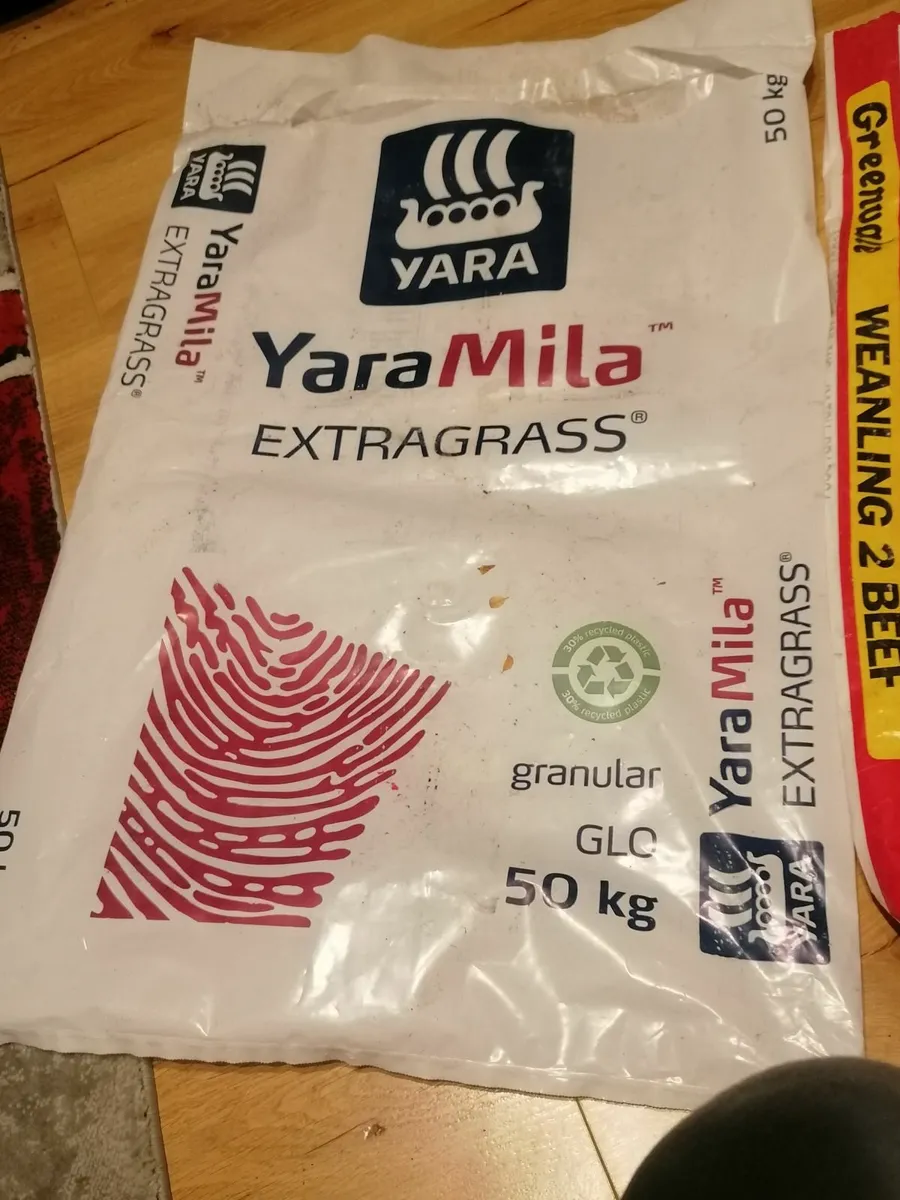 50 kg
YARA
YaraMila™
EXTRAGRASS®
YARA
YaraMila™
EXTRAGRASS®
30% recycled plastic
30% recycled plastic
granular
GLO
50 kg
YaraMila™
EXTRAGRASS®
YARA
WEANLING 2 BEEF